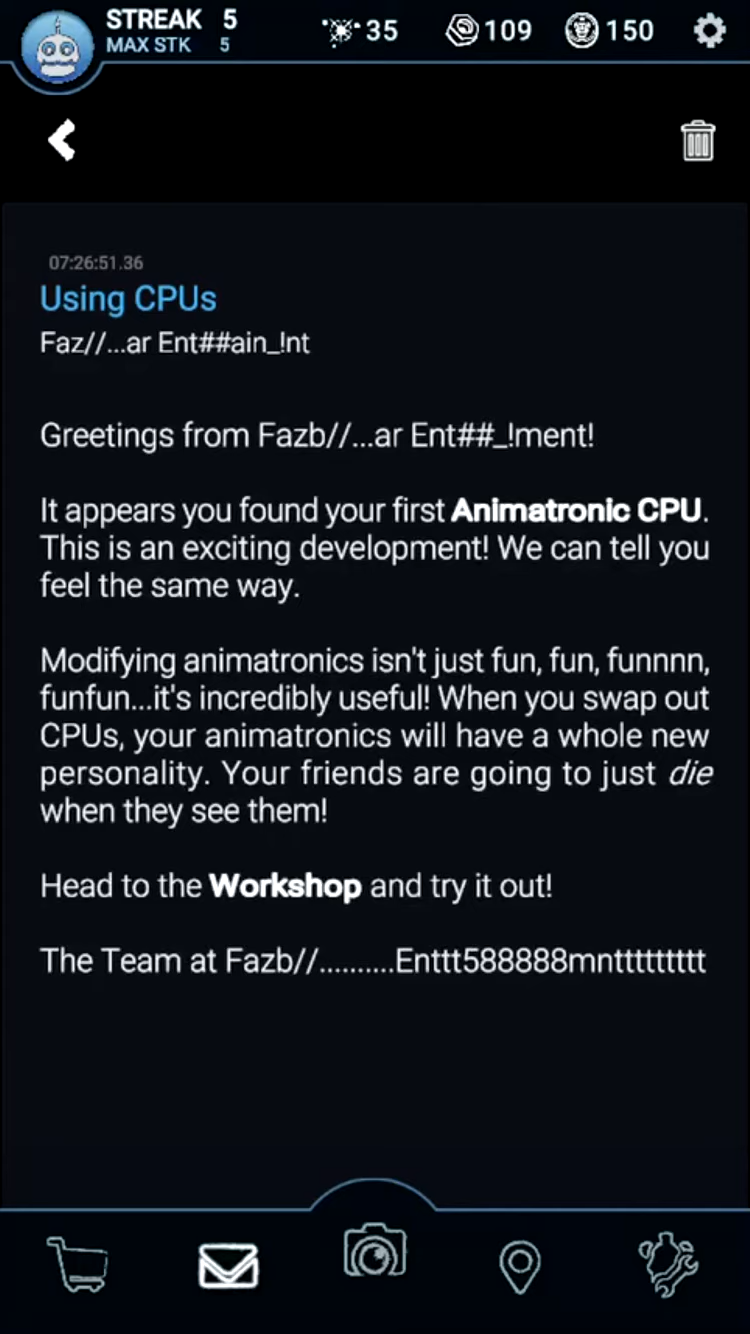 STREAK 5
MAX STK 5
35
109
150
07:26:51.36
Using CPUs
Faz//...ar Ent##ain_!nt
Greetings from Fazb//...ar Ent##_!ment!
It appears you found your first Animatronic CPU.
This is an exciting development! We can tell you
feel the same way.
Modifying animatronics isn't just fun, fun, funnnn,
funfun...it's incredibly useful! When you swap out
CPUs, your animatronics will have a whole new
personality. Your friends are going to just die
when they see them!
Head to the Workshop and try it out!
The Team at Fazb//..........Enttt588888mnttttttttt